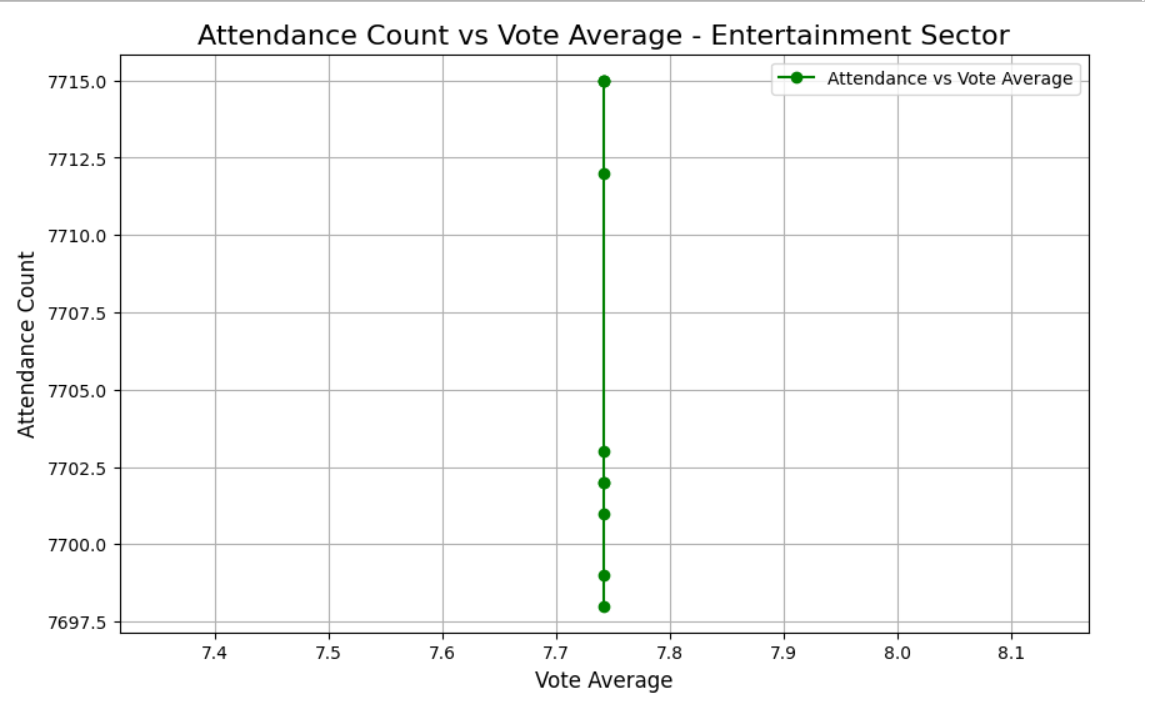 Attendance Count vs Vote Average - Entertainment Sector
Attendance vs Vote Average
Attendance Count
7715.0
7712.5
7710.0
7707.5
7705.0
7702.5
7700.0
7697.5
7.4 7.5 7.6 7.7 7.8 7.9 8.0 8.1
Vote Average